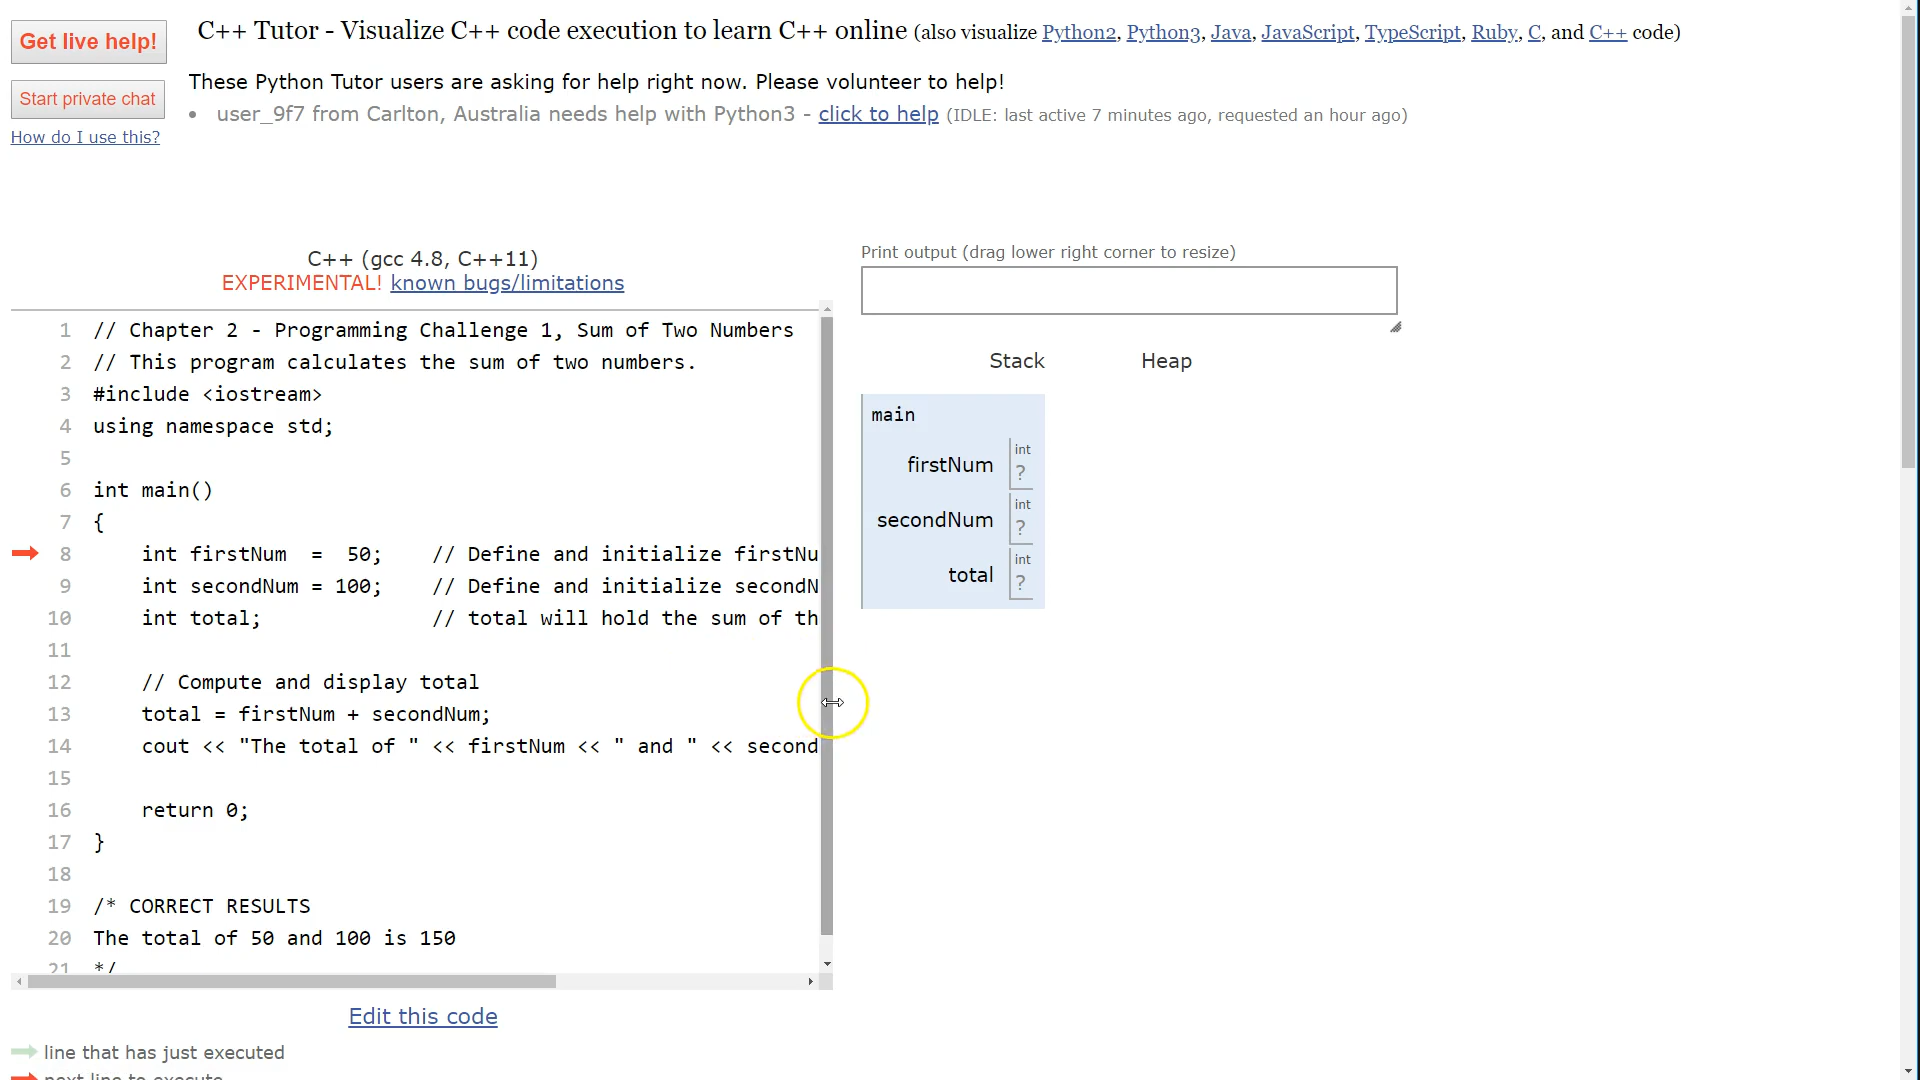 Get live help!
C++ Tutor - Visualize C++ code execution to learn C++ online (also visualize Python2, Python3, Java, JavaScript, TypeScript, Ruby, C, and C++ code)
Start private chat
How do I use this?
These Python Tutor users are asking for help right now. Please volunteer to help!
• user_9f7 from Carlton, Australia needs help with Python3 - click to help (IDLE: last active 7 minutes ago, requested an hour ago)
C++ (gcc 4.8, C++11)
EXPERIMENTAL! known bugs/limitations
1 // Chapter 2 - Programming Challenge 1, Sum of Two Numbers
2 // This program calculates the sum of two numbers.
3 #include <iostream>
4 using namespace std;
5
6 int main()
7 {
8     int firstNum  =  50;    // Define and initialize firstNu
9     int secondNum = 100;    // Define and initialize secondN
10     int total;              // total will hold the sum of th
11
12     // Compute and display total
13     total = firstNum + secondNum;
14     cout << "The total of " << firstNum << " and " << second
15
16     return 0;
17 }
18
19 /* CORRECT RESULTS
20 The total of 50 and 100 is 150
21 */
Edit this code
line that has just executed
next line to execute
Print output (drag lower right corner to resize)
Stack Heap
main
firstNum int ?
secondNum int ?
total int ?